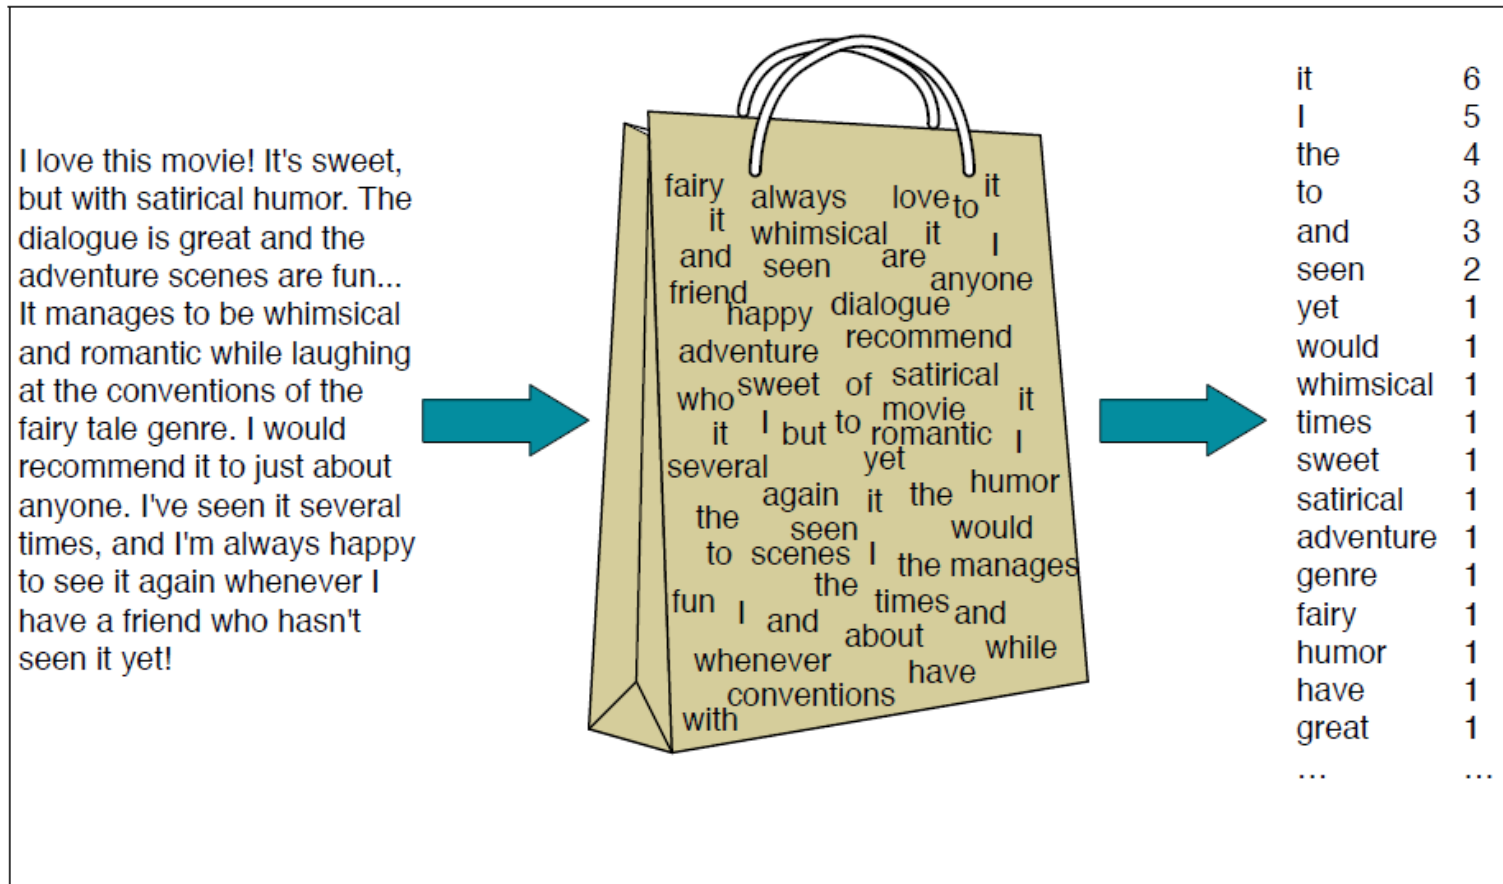 I love this movie! It's sweet,
but with satirical humor. The
dialogue is great and the
adventure scenes are fun...
It manages to be whimsical
and romantic while laughing
at the conventions of the
fairy tale genre. I would
recommend it to just about
anyone. I've seen it several
times, and I'm always happy
to see it again whenever I
have a friend who hasn't
seen it yet!
fairy always love to it
it whimsical it I
and seen are anyone
friend happy dialogue
adventure recommend
who sweet of satirical
it I but to movie it
romantic I
several yet
again it the humor
the seen would
to scenes I the manages
the
fun I and times and
about
whenever have while
conventions
with
it 6
I 5
the 4
to 3
and 3
seen 2
yet 1
would 1
whimsical 1
times 1
sweet 1
satirical 1
adventure 1
genre 1
fairy 1
humor 1
have 1
great 1
... ...